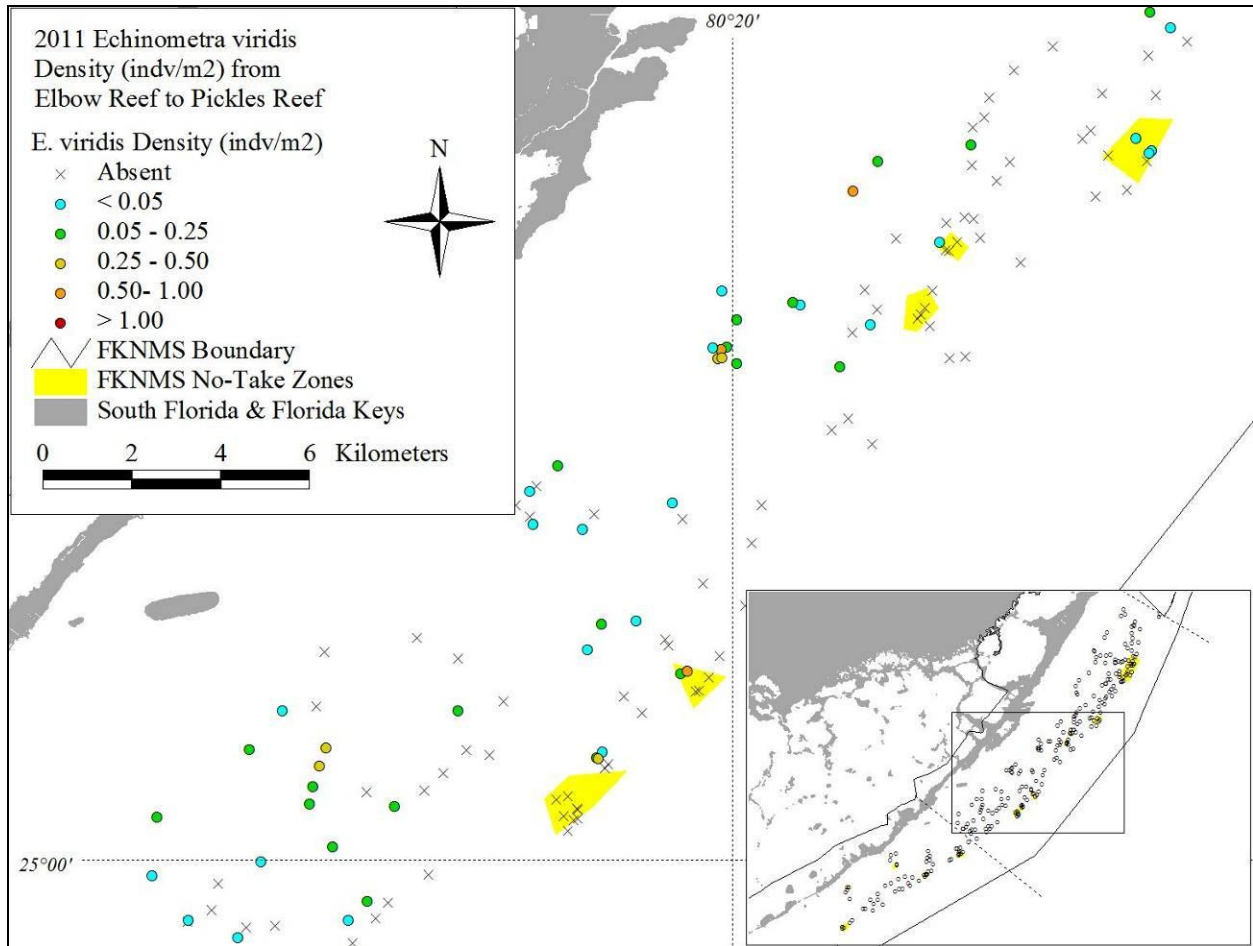 2011 Echinometra viridis
Density (indv/m2) from
Elbow Reef to Pickles Reef
E. viridis Density (indv/m2)
Absent
< 0.05
0.05 - 0.25
0.25 - 0.50
0.50- 1.00
> 1.00
FKNMS Boundary
FKNMS No-Take Zones
South Florida & Florida Keys
0 2 4 6 Kilometers
N
80°20'
25°00'